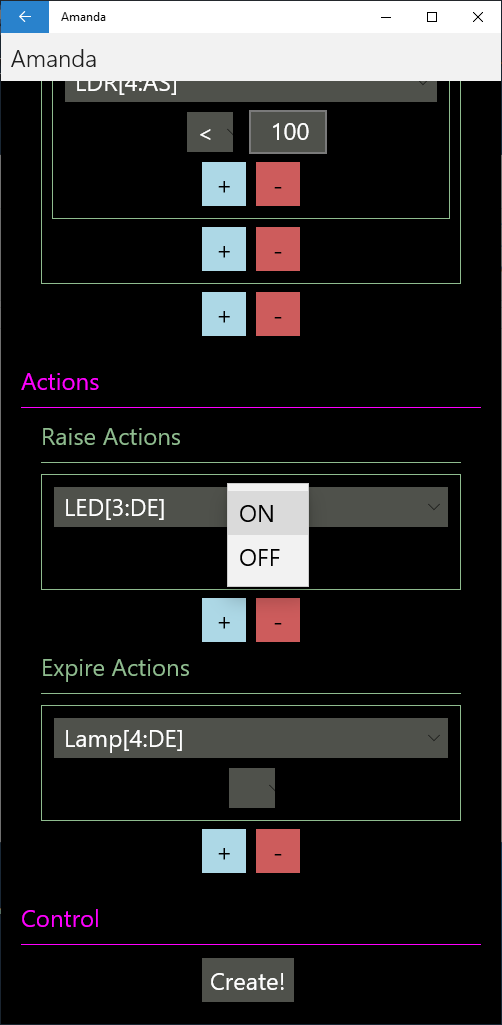 Amanda
Amanda
LDR[4:AS]
< 100
+ -
+ -
+ -
Actions
Raise Actions
LED[3:DE]
ON
OFF
+ -
Expire Actions
Lamp[4:DE]
+ -
Control
Create!